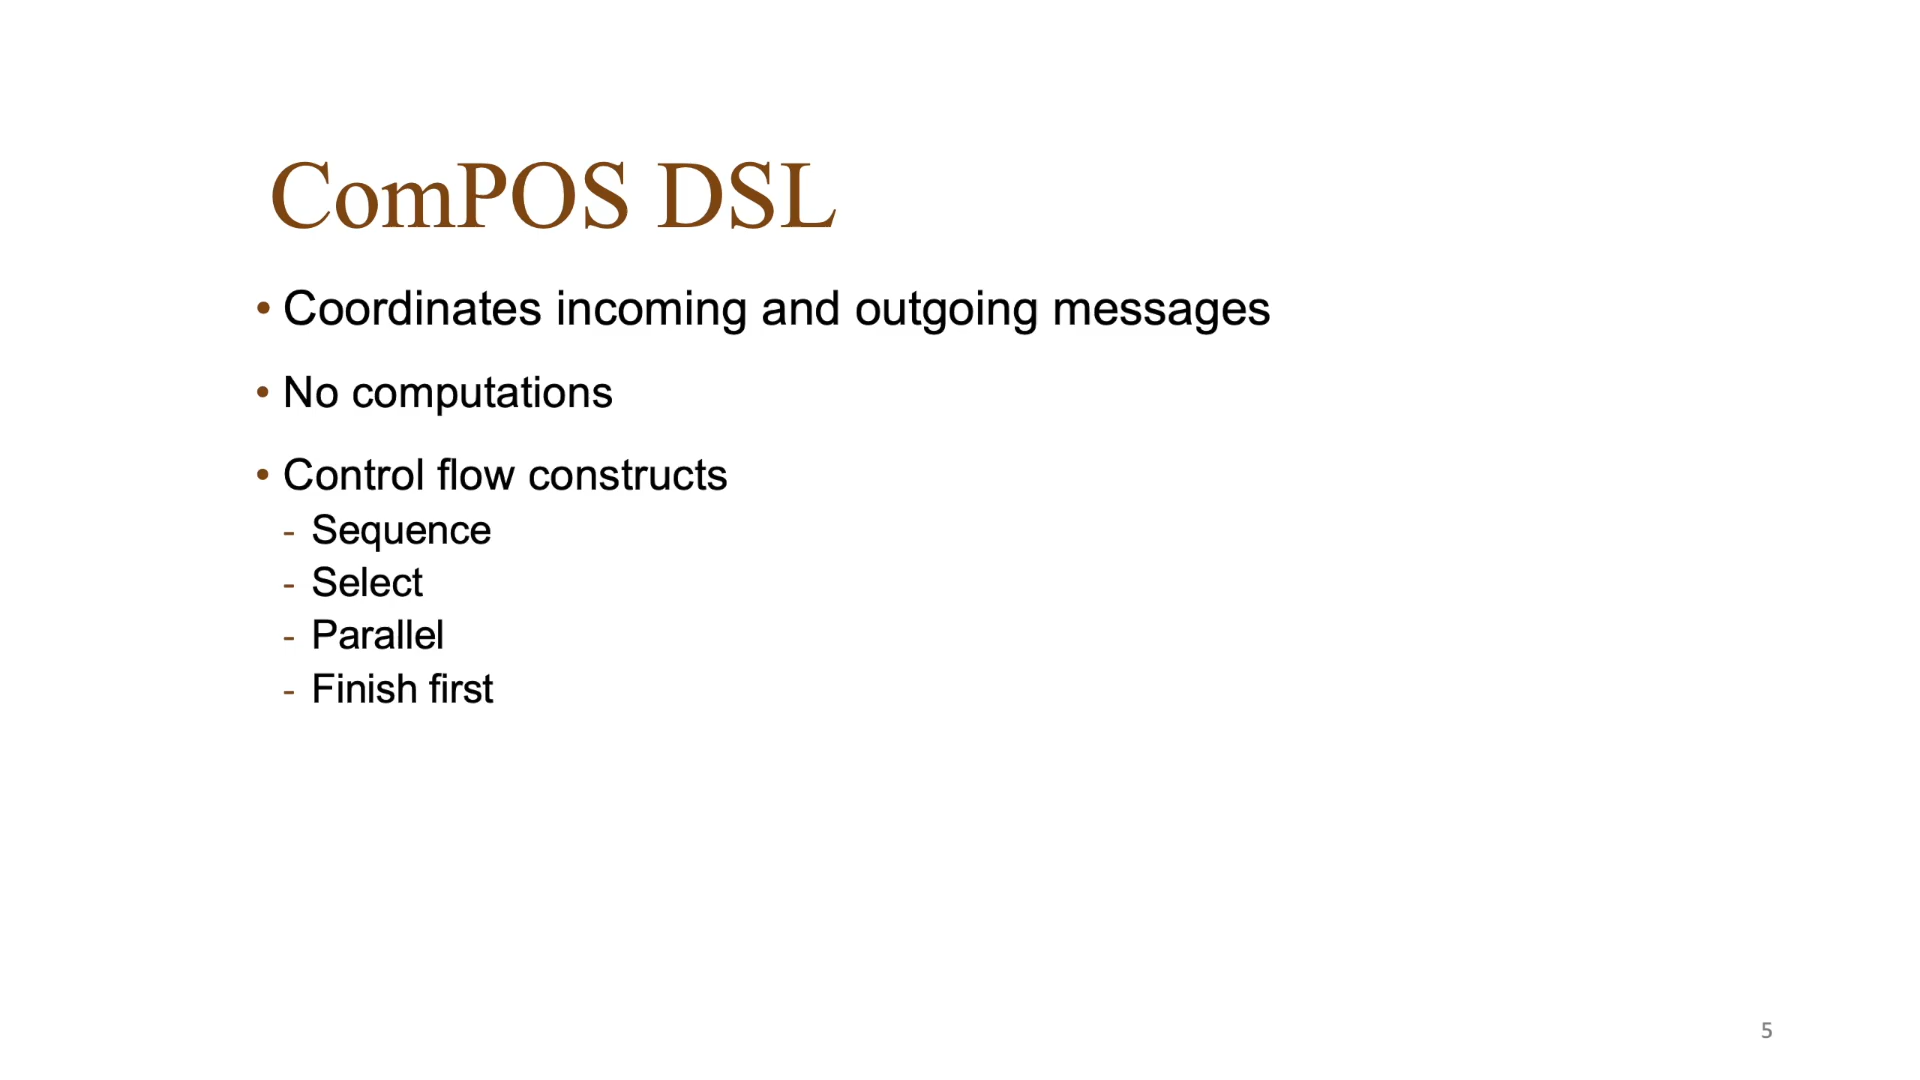 ComPOS DSL
• Coordinates incoming and outgoing messages
• No computations
• Control flow constructs
- Sequence
- Select
- Parallel
- Finish first
5